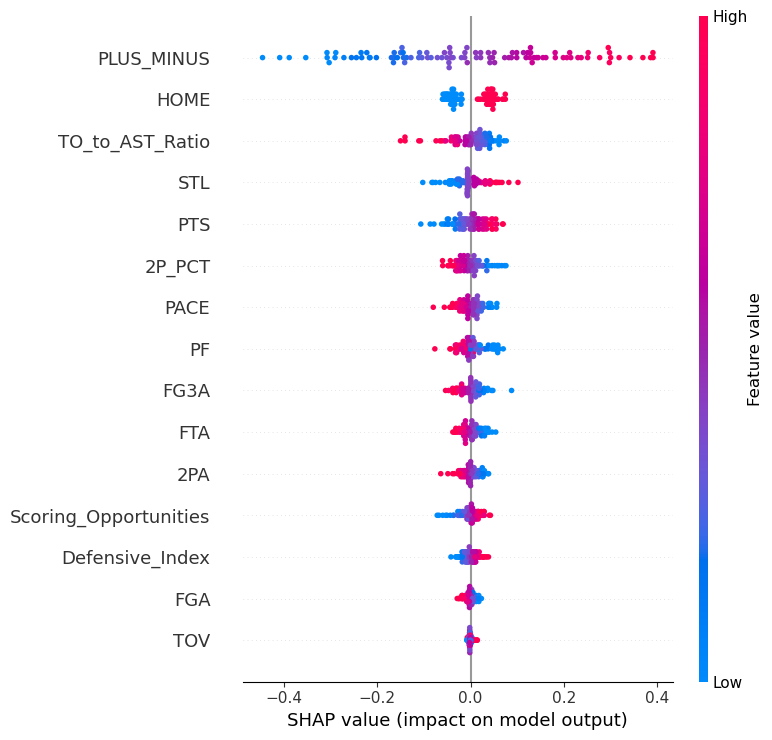 High
PLUS_MINUS
HOME
TO_to_AST_Ratio
STL
PTS
2P_PCT
PACE
PF
FG3A
FTA
2PA
Scoring_Opportunities
Defensive_Index
FGA
TOV
Feature value
Low
−0.4 −0.2 0.0 0.2 0.4
SHAP value (impact on model output)